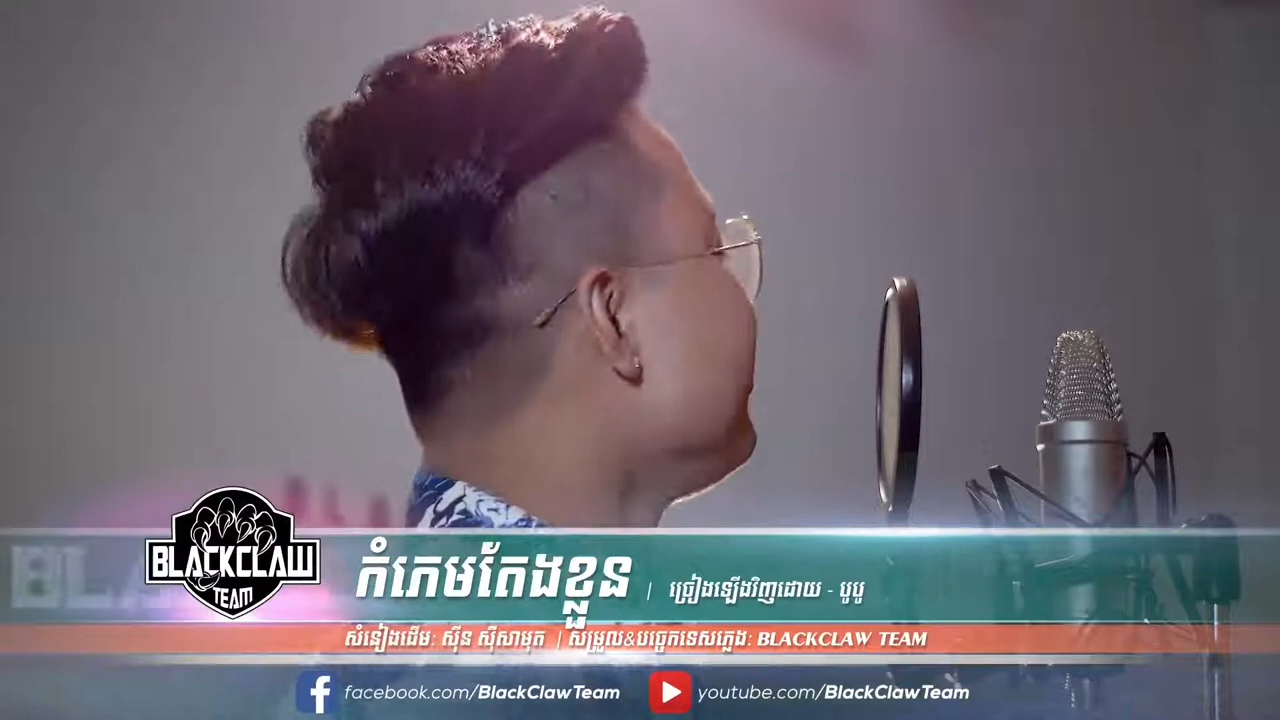 BLACKCLAW
TEAM
កំភេមតែងខ្លួន | ច្រៀងឡើងវិញដោយ - បូបូ
សំនៀងដើម: ស៊ីន ស៊ីសាមុត | សម្រួល&បច្ចេកទេសភ្លេង: BLACKCLAW TEAM
facebook.com/BlackClawTeam
youtube.com/BlackClawTeam